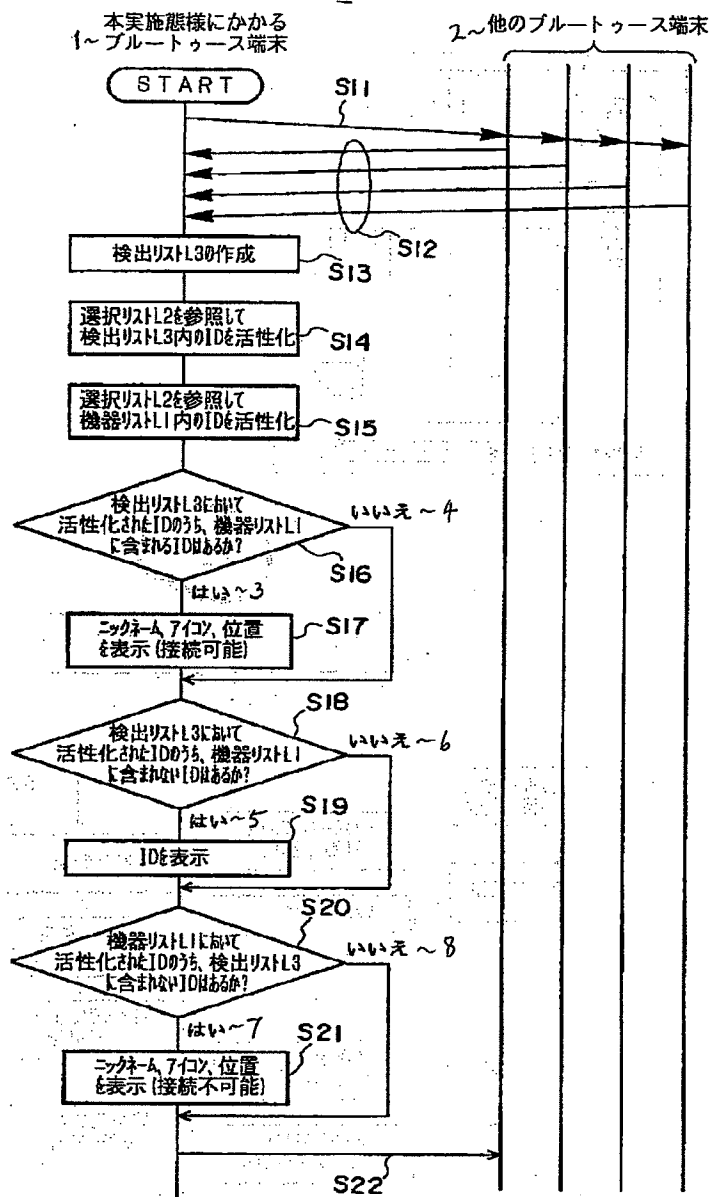 本実施態様にかかる
1~ブルートゥース端末
2~他のブルートゥース端末
START
S11
S12
検出リストL3の作成
S13
選択リストL2を参照して
検出リストL3内のIDを活性化
S14
選択リストL2を参照して
機器リストL1内のIDを活性化
S15
検出リストL3において
活性化されたIDのうち、機器リストL1
に含まれるIDはあるか?
いいえ~4
S16
はい~3
ニックネーム、アイコン、位置
を表示(接続可能)
S17
S18
検出リストL3において
活性化されたIDのうち、機器リストL1
に含まれないIDはあるか?
いいえ~6
はい~5
S19
IDを表示
S20
機器リストL1において
活性化されたIDのうち、検出リストL3
に含まれないIDはあるか?
いいえ~8
はい~7
S21
ニックネーム、アイコン、位置
を表示(接続不可能)
S22